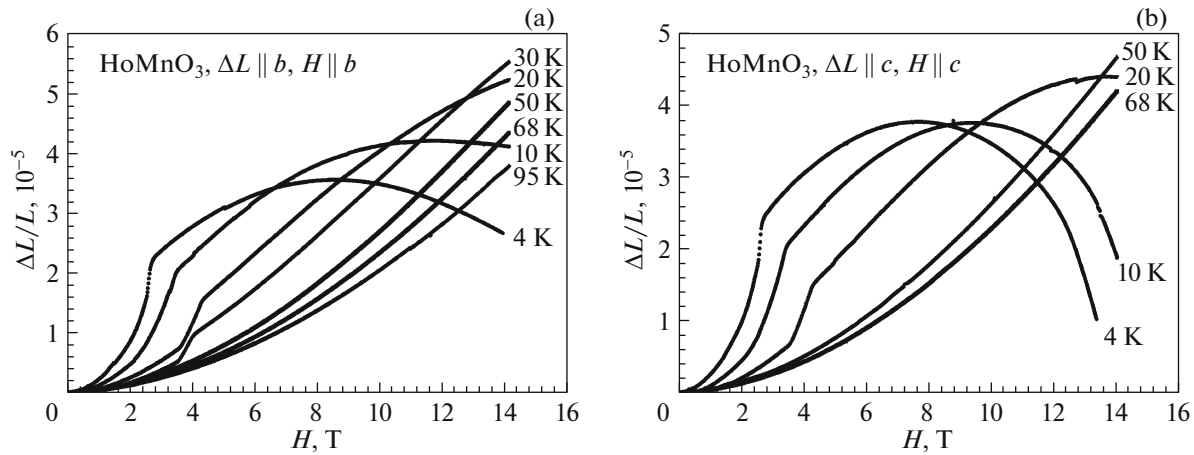 (a)
HoMnO₃, ΔL || b, H || b
ΔL/L, 10⁻⁵
6
5
4
3
2
1
0
2
4
6
8
10
12
14
16
H, T
30 K
20 K
50 K
68 K
10 K
95 K
4 K
(b)
HoMnO₃, ΔL || c, H || c
ΔL/L, 10⁻⁵
5
4
3
2
1
0
2
4
6
8
10
12
14
16
H, T
50 K
20 K
68 K
10 K
4 K